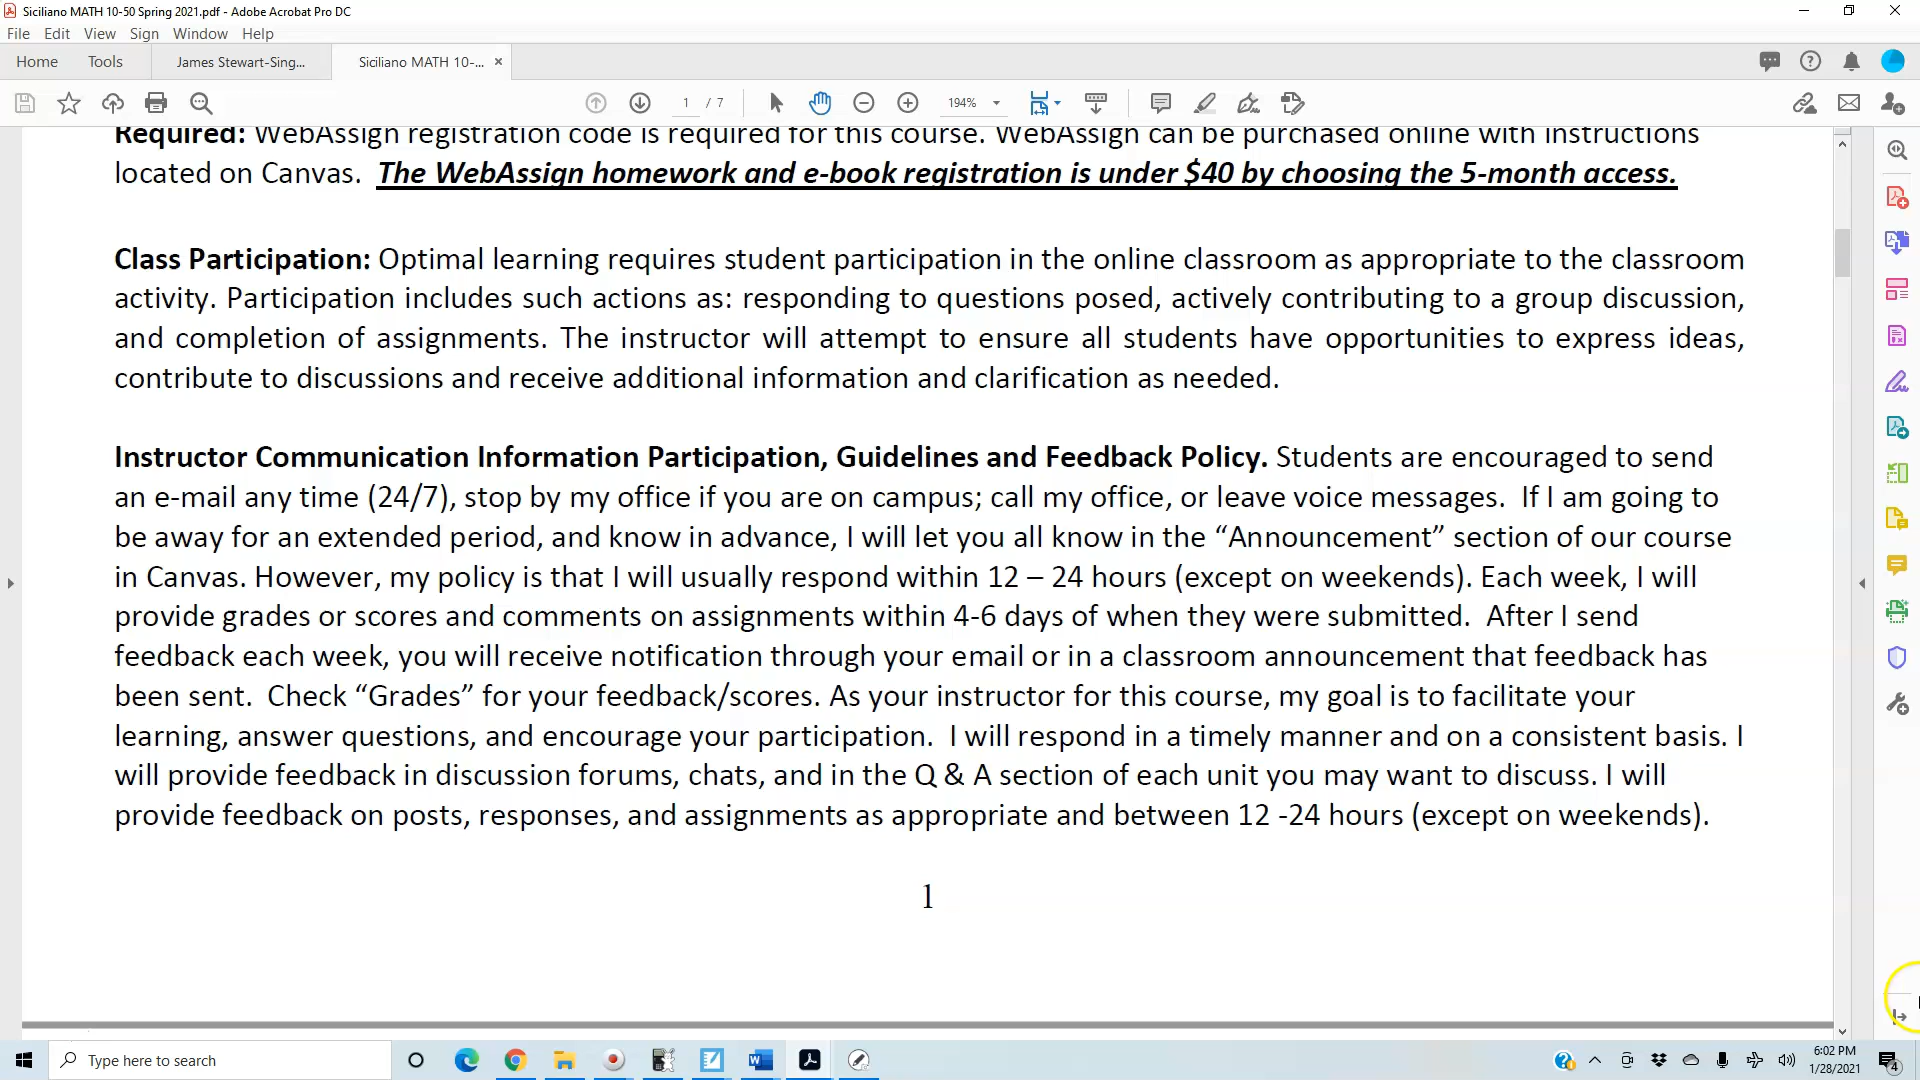 Siciliano MATH 10-50 Spring 2021.pdf - Adobe Acrobat Pro DC
File Edit View Sign Window Help
Home Tools James Stewart-Sing... Siciliano MATH 10-... ×
1 / 7 194%
Required: WebAssign registration code is required for this course. WebAssign can be purchased online with instructions
located on Canvas. The WebAssign homework and e-book registration is under $40 by choosing the 5-month access.
Class Participation: Optimal learning requires student participation in the online classroom as appropriate to the classroom
activity. Participation includes such actions as: responding to questions posed, actively contributing to a group discussion,
and completion of assignments. The instructor will attempt to ensure all students have opportunities to express ideas,
contribute to discussions and receive additional information and clarification as needed.
Instructor Communication Information Participation, Guidelines and Feedback Policy. Students are encouraged to send
an e-mail any time (24/7), stop by my office if you are on campus; call my office, or leave voice messages. If I am going to
be away for an extended period, and know in advance, I will let you all know in the “Announcement” section of our course
in Canvas. However, my policy is that I will usually respond within 12 – 24 hours (except on weekends). Each week, I will
provide grades or scores and comments on assignments within 4-6 days of when they were submitted. After I send
feedback each week, you will receive notification through your email or in a classroom announcement that feedback has
been sent. Check “Grades” for your feedback/scores. As your instructor for this course, my goal is to facilitate your
learning, answer questions, and encourage your participation. I will respond in a timely manner and on a consistent basis. I
will provide feedback in discussion forums, chats, and in the Q & A section of each unit you may want to discuss. I will
provide feedback on posts, responses, and assignments as appropriate and between 12 -24 hours (except on weekends).
1
Type here to search
6:02 PM
1/28/2021
4